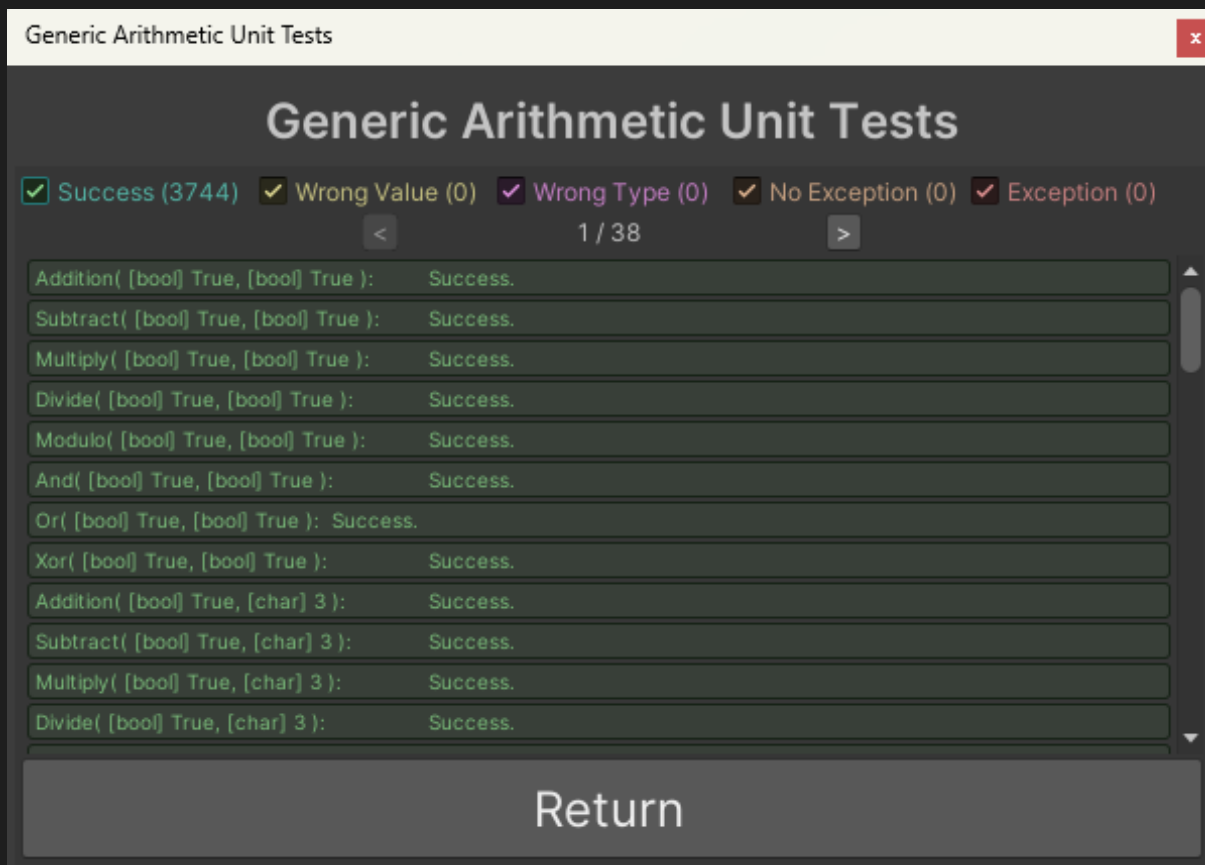 Generic Arithmetic Unit Tests
x
Generic Arithmetic Unit Tests
Success (3744) Wrong Value (0) Wrong Type (0) No Exception (0) Exception (0)
< 1 / 38 >
Addition( [bool] True, [bool] True ): Success.
Subtract( [bool] True, [bool] True ): Success.
Multiply( [bool] True, [bool] True ): Success.
Divide( [bool] True, [bool] True ): Success.
Modulo( [bool] True, [bool] True ): Success.
And( [bool] True, [bool] True ): Success.
Or( [bool] True, [bool] True ): Success.
Xor( [bool] True, [bool] True ): Success.
Addition( [bool] True, [char] 3 ): Success.
Subtract( [bool] True, [char] 3 ): Success.
Multiply( [bool] True, [char] 3 ): Success.
Divide( [bool] True, [char] 3 ): Success.
Return